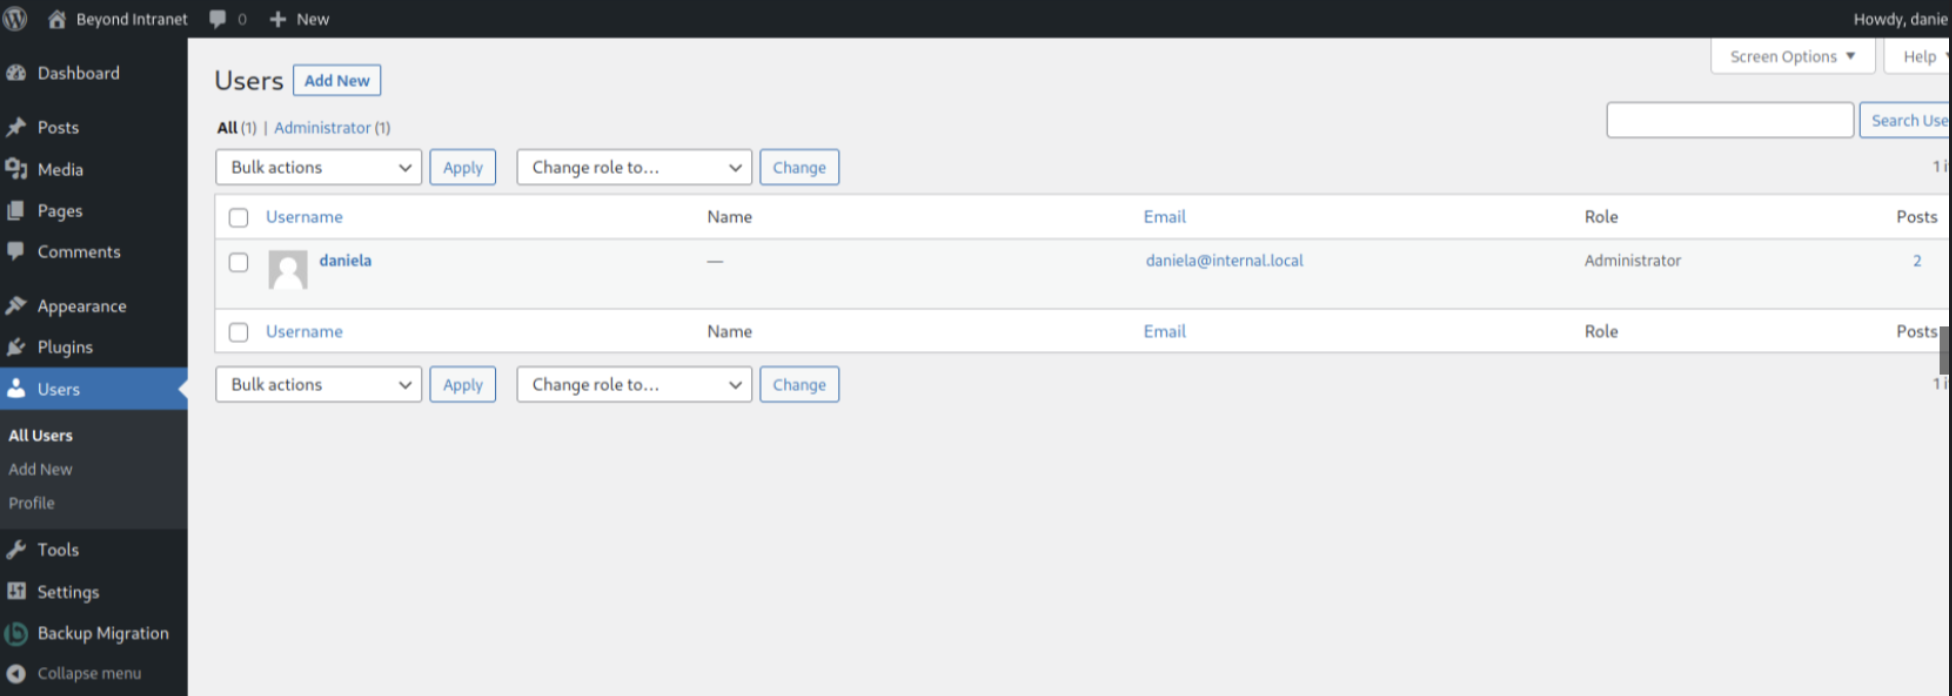 Beyond Intranet 0 New Howdy, danie
Dashboard
Posts
Media
Pages
Comments
Appearance
Plugins
Users
All Users
Add New
Profile
Tools
Settings
Backup Migration
Collapse menu
Screen Options Help
Users Add New
All (1) | Administrator (1)
Search Use
Bulk actions Apply Change role to... Change
1 i
Username Name Email Role Posts
daniela — daniela@internal.local Administrator 2
Username Name Email Role Posts
Bulk actions Apply Change role to... Change
1 i